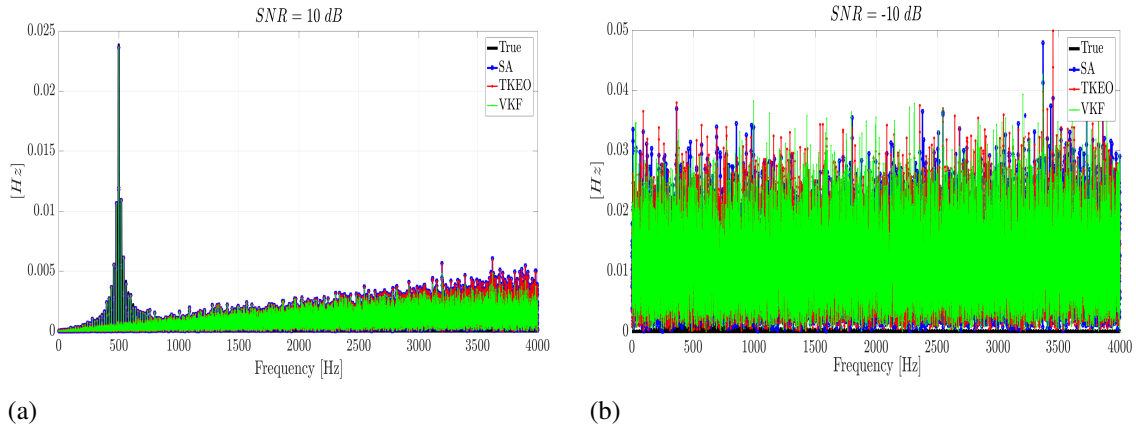 SNR = 10 dB
0.025
0.02
0.015
0.01
0.005
0
[Hz]
True
SA
TKEO
VKF
0 500 1000 1500 2000 2500 3000 3500 4000
Frequency [Hz]
(a)
SNR = -10 dB
0.05
0.04
0.03
0.02
0.01
0
[Hz]
True
SA
TKEO
VKF
0 500 1000 1500 2000 2500 3000 3500 4000
Frequency [Hz]
(b)